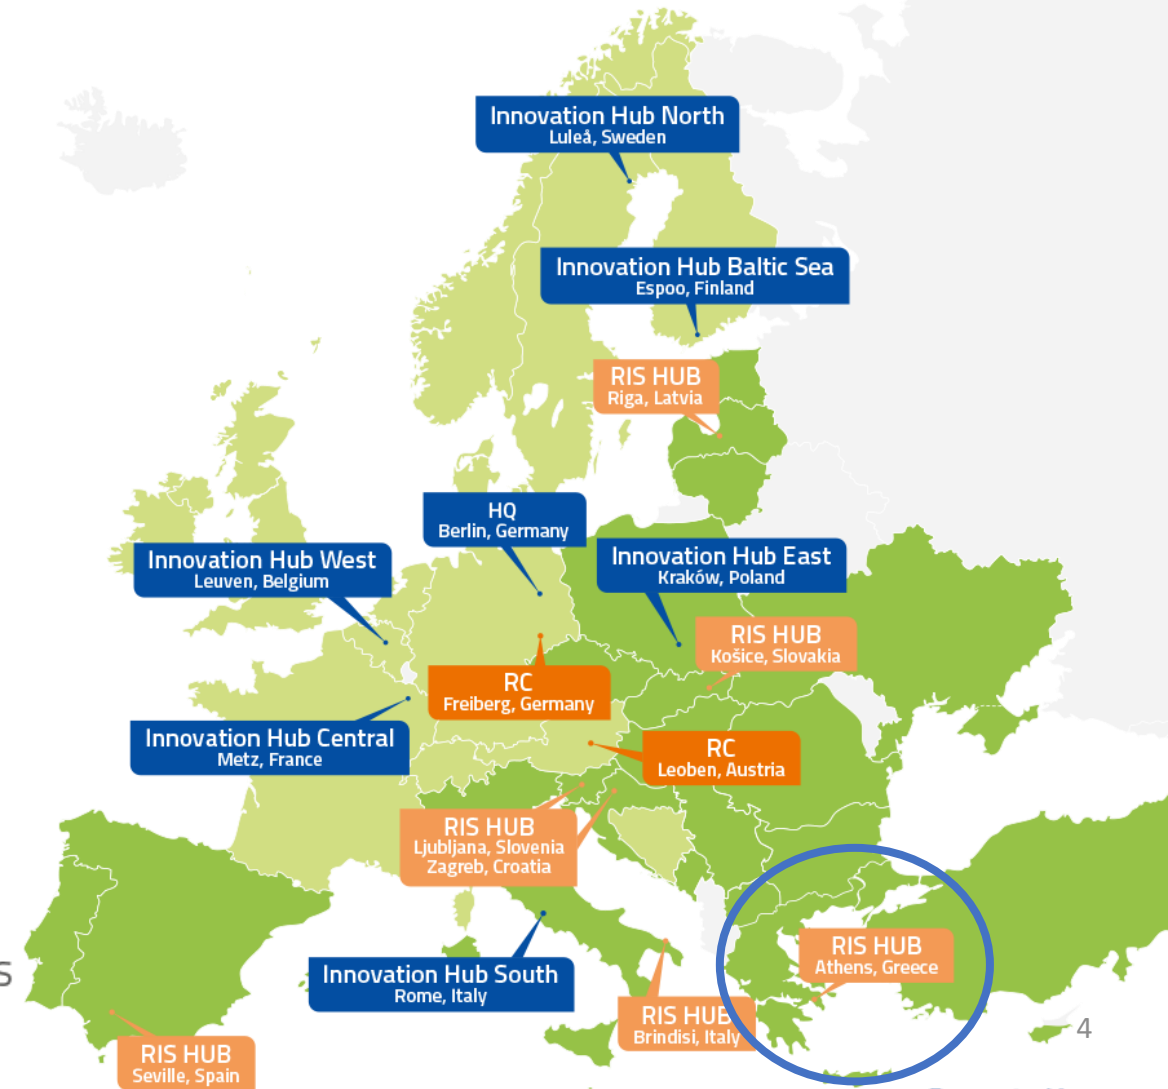 Innovation Hub North
Luleå, Sweden
Innovation Hub Baltic Sea
Espoo, Finland
RIS HUB
Riga, Latvia
HQ
Berlin, Germany
Innovation Hub West
Leuven, Belgium
Innovation Hub East
Kraków, Poland
RIS HUB
Košice, Slovakia
RC
Freiberg, Germany
Innovation Hub Central
Metz, France
RC
Leoben, Austria
RIS HUB
Ljubljana, Slovenia
Zagreb, Croatia
RIS HUB
Athens, Greece
Innovation Hub South
Rome, Italy
RIS HUB
Brindisi, Italy
RIS HUB
Seville, Spain
s
4